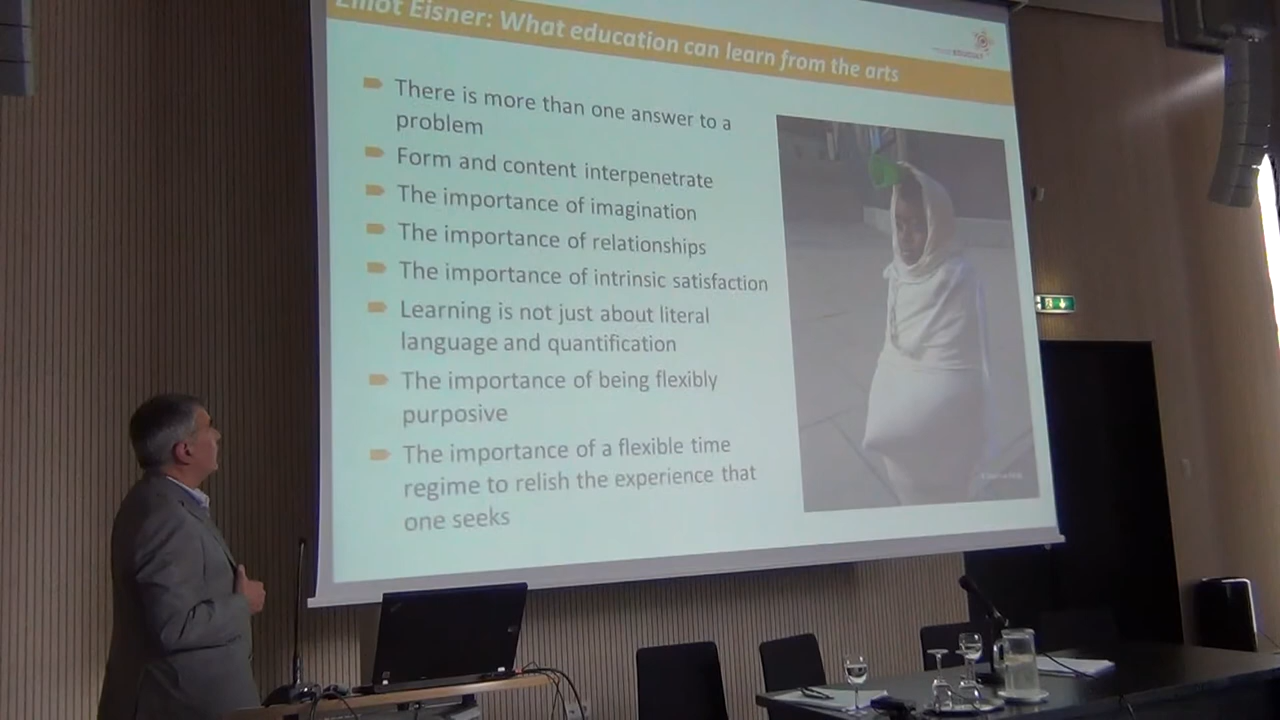 Elliot Eisner: What education can learn from the arts
There is more than one answer to a
problem
Form and content interpenetrate
The importance of imagination
The importance of relationships
The importance of intrinsic satisfaction
Learning is not just about literal
language and quantification
The importance of being flexibly
purposive
The importance of a flexible time
regime to relish the experience that
one seeks